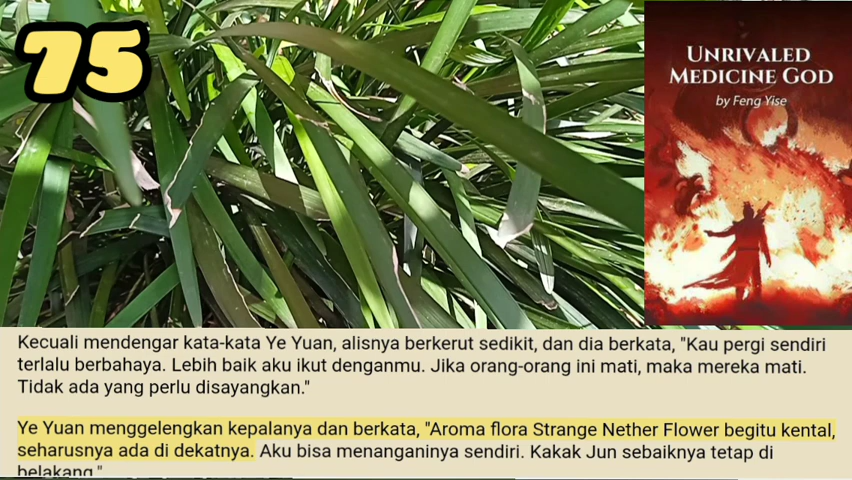 75
UNRIVALED
MEDICINE GOD
by Feng Yise
Kecuali mendengar kata-kata Ye Yuan, alisnya berkerut sedikit, dan dia berkata, "Kau pergi sendiri
terlalu berbahaya. Lebih baik aku ikut denganmu. Jika orang-orang ini mati, maka mereka mati.
Tidak ada yang perlu disayangkan."
Ye Yuan menggelengkan kepalanya dan berkata, "Aroma flora Strange Nether Flower begitu kental,
seharusnya ada di dekatnya. Aku bisa menanganinya sendiri. Kakak Jun sebaiknya tetap di
belakang."